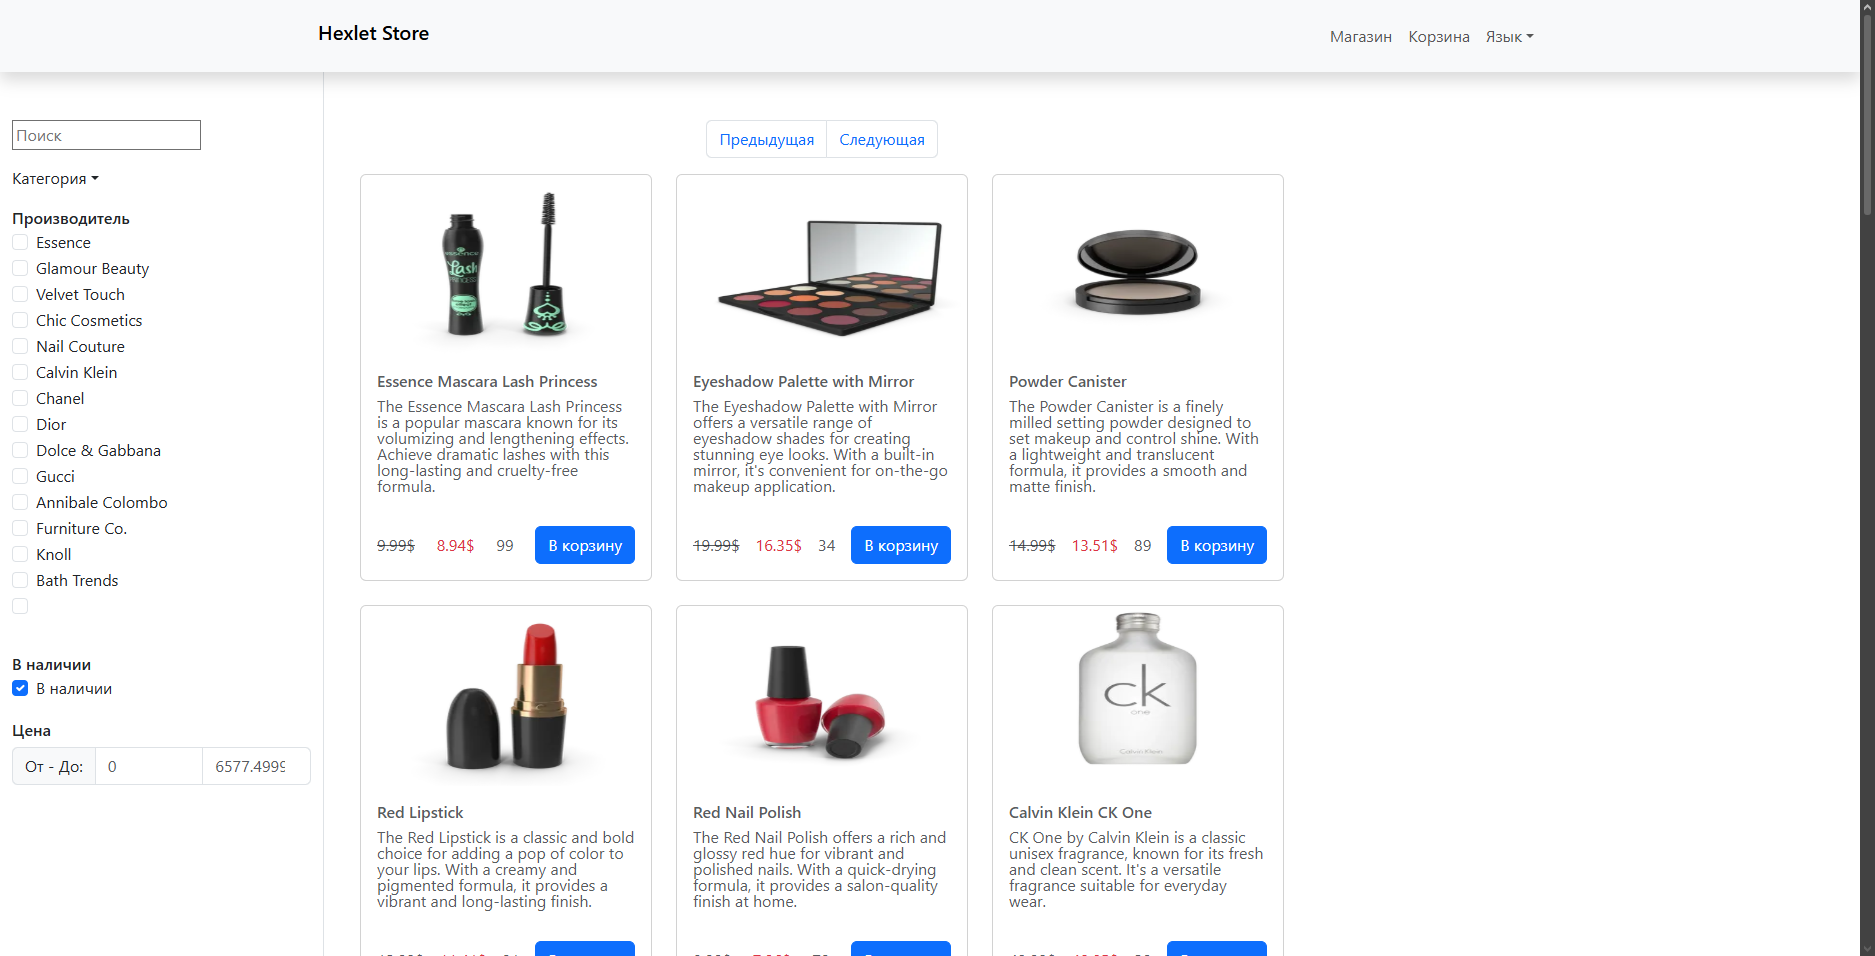 Hexlet Store
Магазин Корзина Язык
Поиск
Категория
Производитель
Essence
Glamour Beauty
Velvet Touch
Chic Cosmetics
Nail Couture
Calvin Klein
Chanel
Dior
Dolce & Gabbana
Gucci
Annibale Colombo
Furniture Co.
Knoll
Bath Trends
В наличии
В наличии
Цена
От - До: 0 6577.4999
Предыдущая Следующая
essence
Lash
PRINCESS
Essence Mascara Lash Princess
The Essence Mascara Lash Princess
is a popular mascara known for its
volumizing and lengthening effects.
Achieve dramatic lashes with this
long-lasting and cruelty-free
formula.
9.99$ 8.94$ 99 В корзину
Eyeshadow Palette with Mirror
The Eyeshadow Palette with Mirror
offers a versatile range of
eyeshadow shades for creating
stunning eye looks. With a built-in
mirror, it's convenient for on-the-go
makeup application.
19.99$ 16.35$ 34 В корзину
Powder Canister
The Powder Canister is a finely
milled setting powder designed to
set makeup and control shine. With
a lightweight and translucent
formula, it provides a smooth and
matte finish.
14.99$ 13.51$ 89 В корзину
Red Lipstick
The Red Lipstick is a classic and bold
choice for adding a pop of color to
your lips. With a creamy and
pigmented formula, it provides a
vibrant and long-lasting finish.
Red Nail Polish
The Red Nail Polish offers a rich and
glossy red hue for vibrant and
polished nails. With a quick-drying
formula, it provides a salon-quality
finish at home.
ck
one
Calvin Klein
Calvin Klein CK One
CK One by Calvin Klein is a classic
unisex fragrance, known for its fresh
and clean scent. It's a versatile
fragrance suitable for everyday
wear.